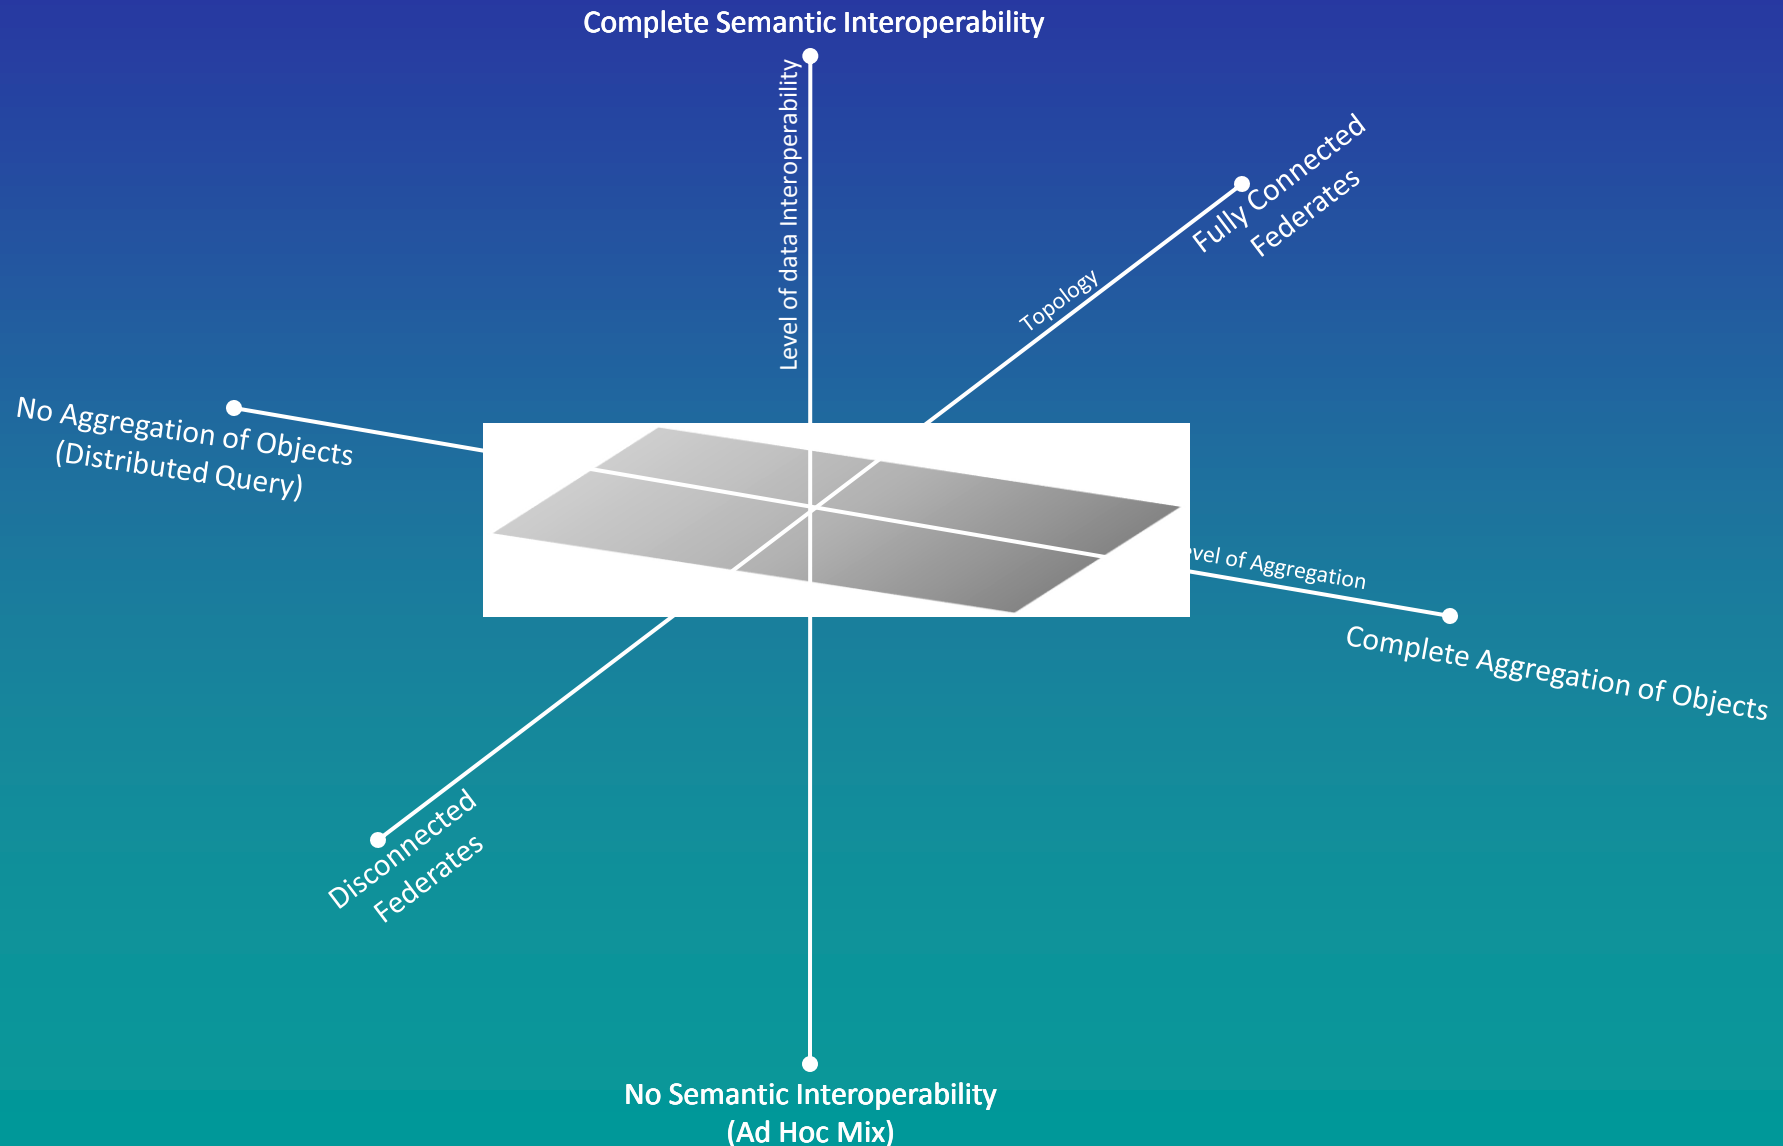 Complete Semantic Interoperability
Level of data Interoperability
Fully Connected
Federates
Topology
No Aggregation of Objects
(Distributed Query)
of Aggregation
Complete Aggregation of Objects
Disconnected
Federates
No Semantic Interoperability
(Ad Hoc Mix)